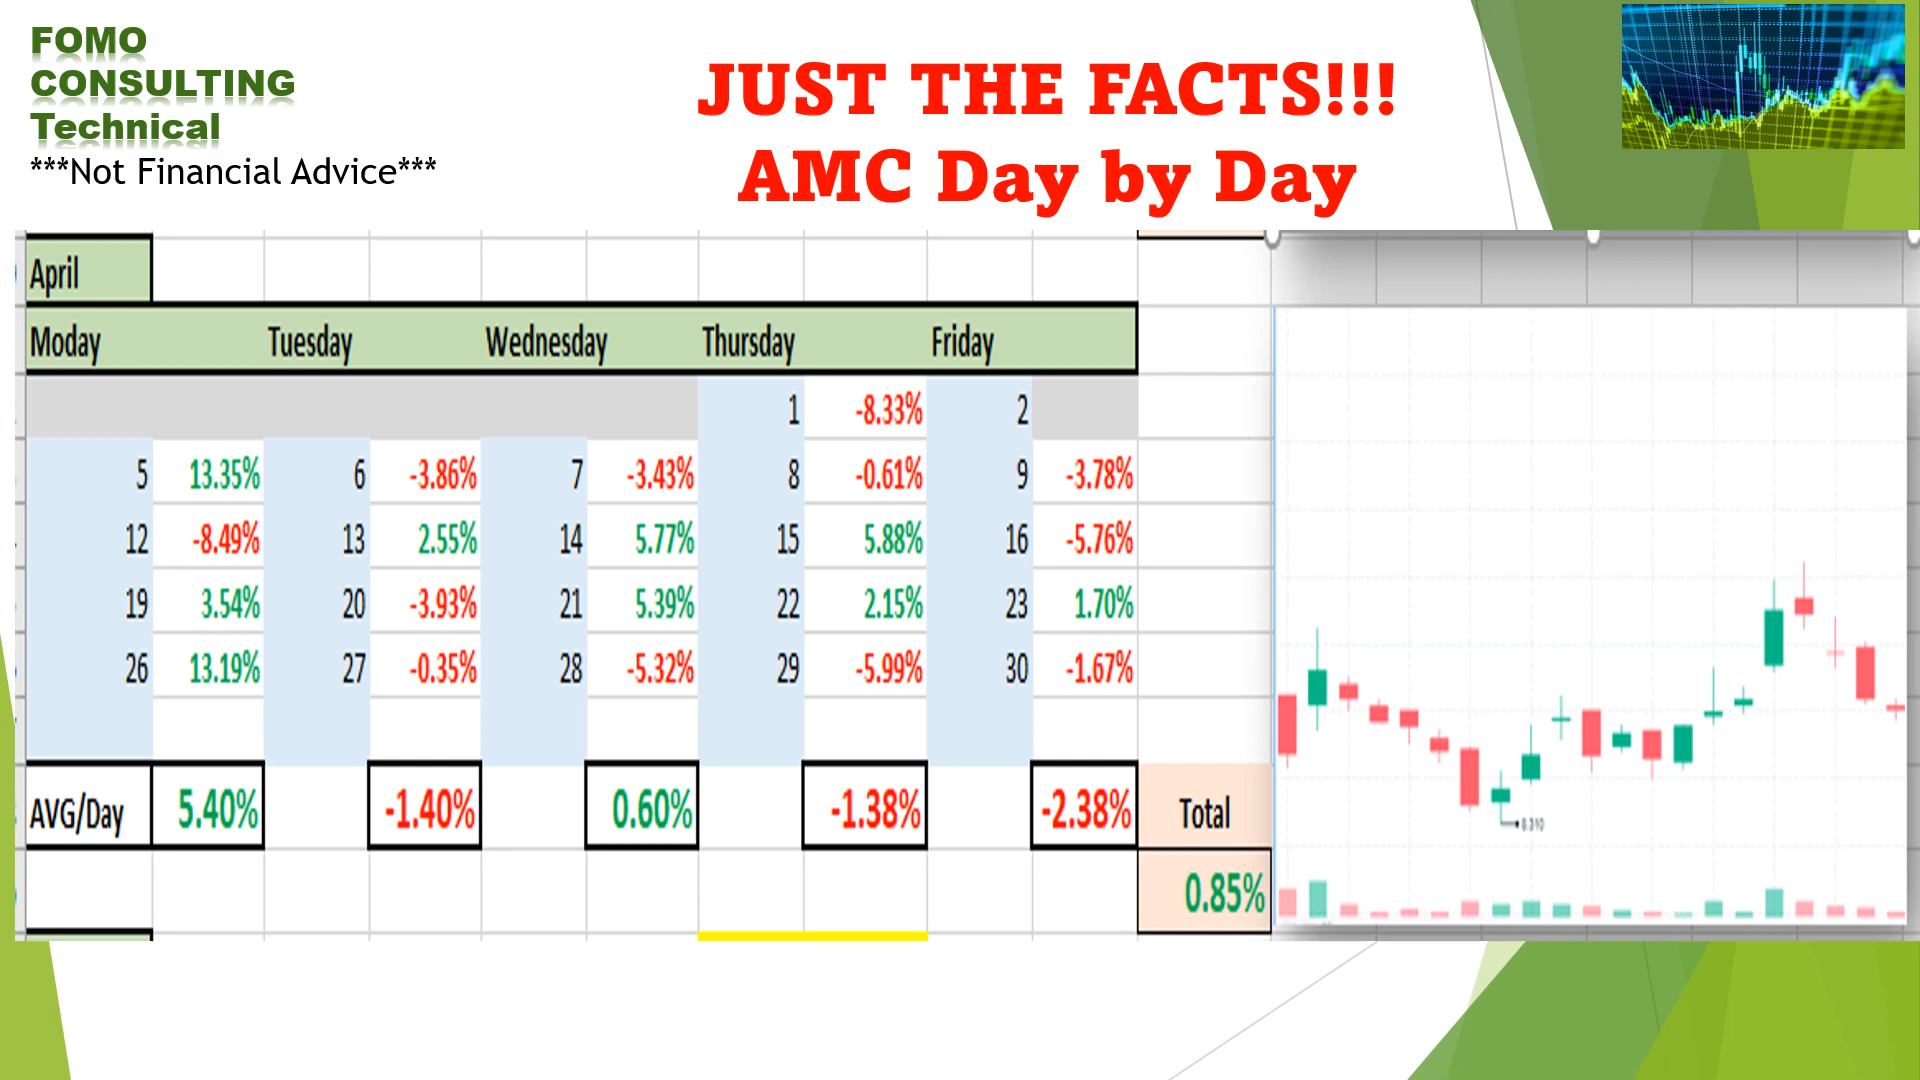 FOMO
CONSULTING
Technical
***Not Financial Advice***
JUST THE FACTS!!!
AMC Day by Day
April
Moday Tuesday Wednesday Thursday Friday
1 -8.33% 2
5 13.35% 6 -3.86% 7 -3.43% 8 -0.61% 9 -3.78%
12 -8.49% 13 2.55% 14 5.77% 15 5.88% 16 -5.76%
19 3.54% 20 -3.93% 21 5.39% 22 2.15% 23 1.70%
26 13.19% 27 -0.35% 28 -5.32% 29 -5.99% 30 -1.67%
AVG/Day 5.40% -1.40% 0.60% -1.38% -2.38% Total
0.85%